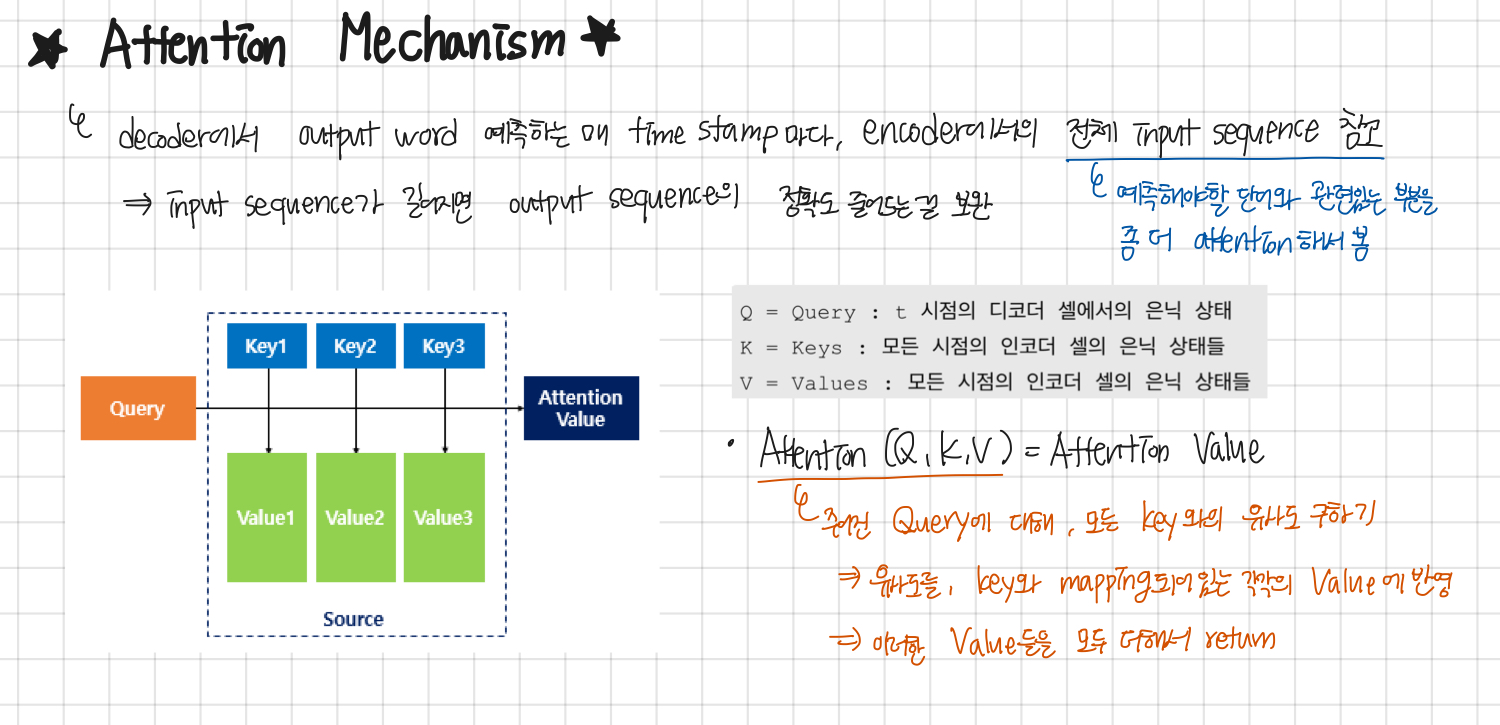 ★ Attention Mechanism ★
decoder에서 output word 예측하는 매 time stamp마다, encoder에서의 전체 input sequence 참고
⇒ input sequence가 길어지면 output sequence의 정확도 줄어드는걸 보완
예측해야할 단어와 관련있는 부분을
좀 더 attention해서 봄
Key1 Key2 Key3
Query
Attention
Value
Value1 Value2 Value3
Source
Q = Query : t 시점의 디코더 셀에서의 은닉 상태
K = Keys : 모든 시점의 인코더 셀의 은닉 상태들
V = Values : 모든 시점의 인코더 셀의 은닉 상태들
• Attention (Q, K, V) = Attention Value
주어진 Query에 대해, 모든 key와의 유사도 구하기
⇒ 유사도를, key와 mapping되어있는 각각의 Value에 반영
⇒ 이러한 Value들을 모두 더해서 return